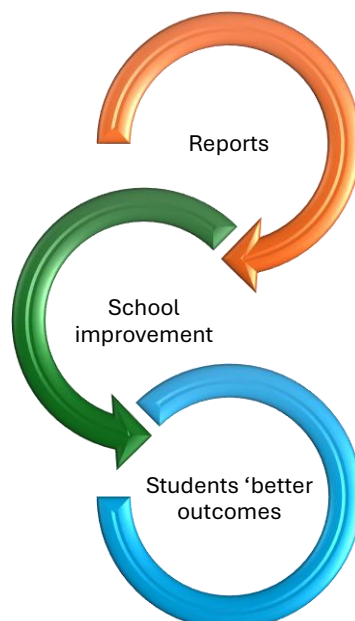 Reports
School
improvement
Students ‘better
outcomes